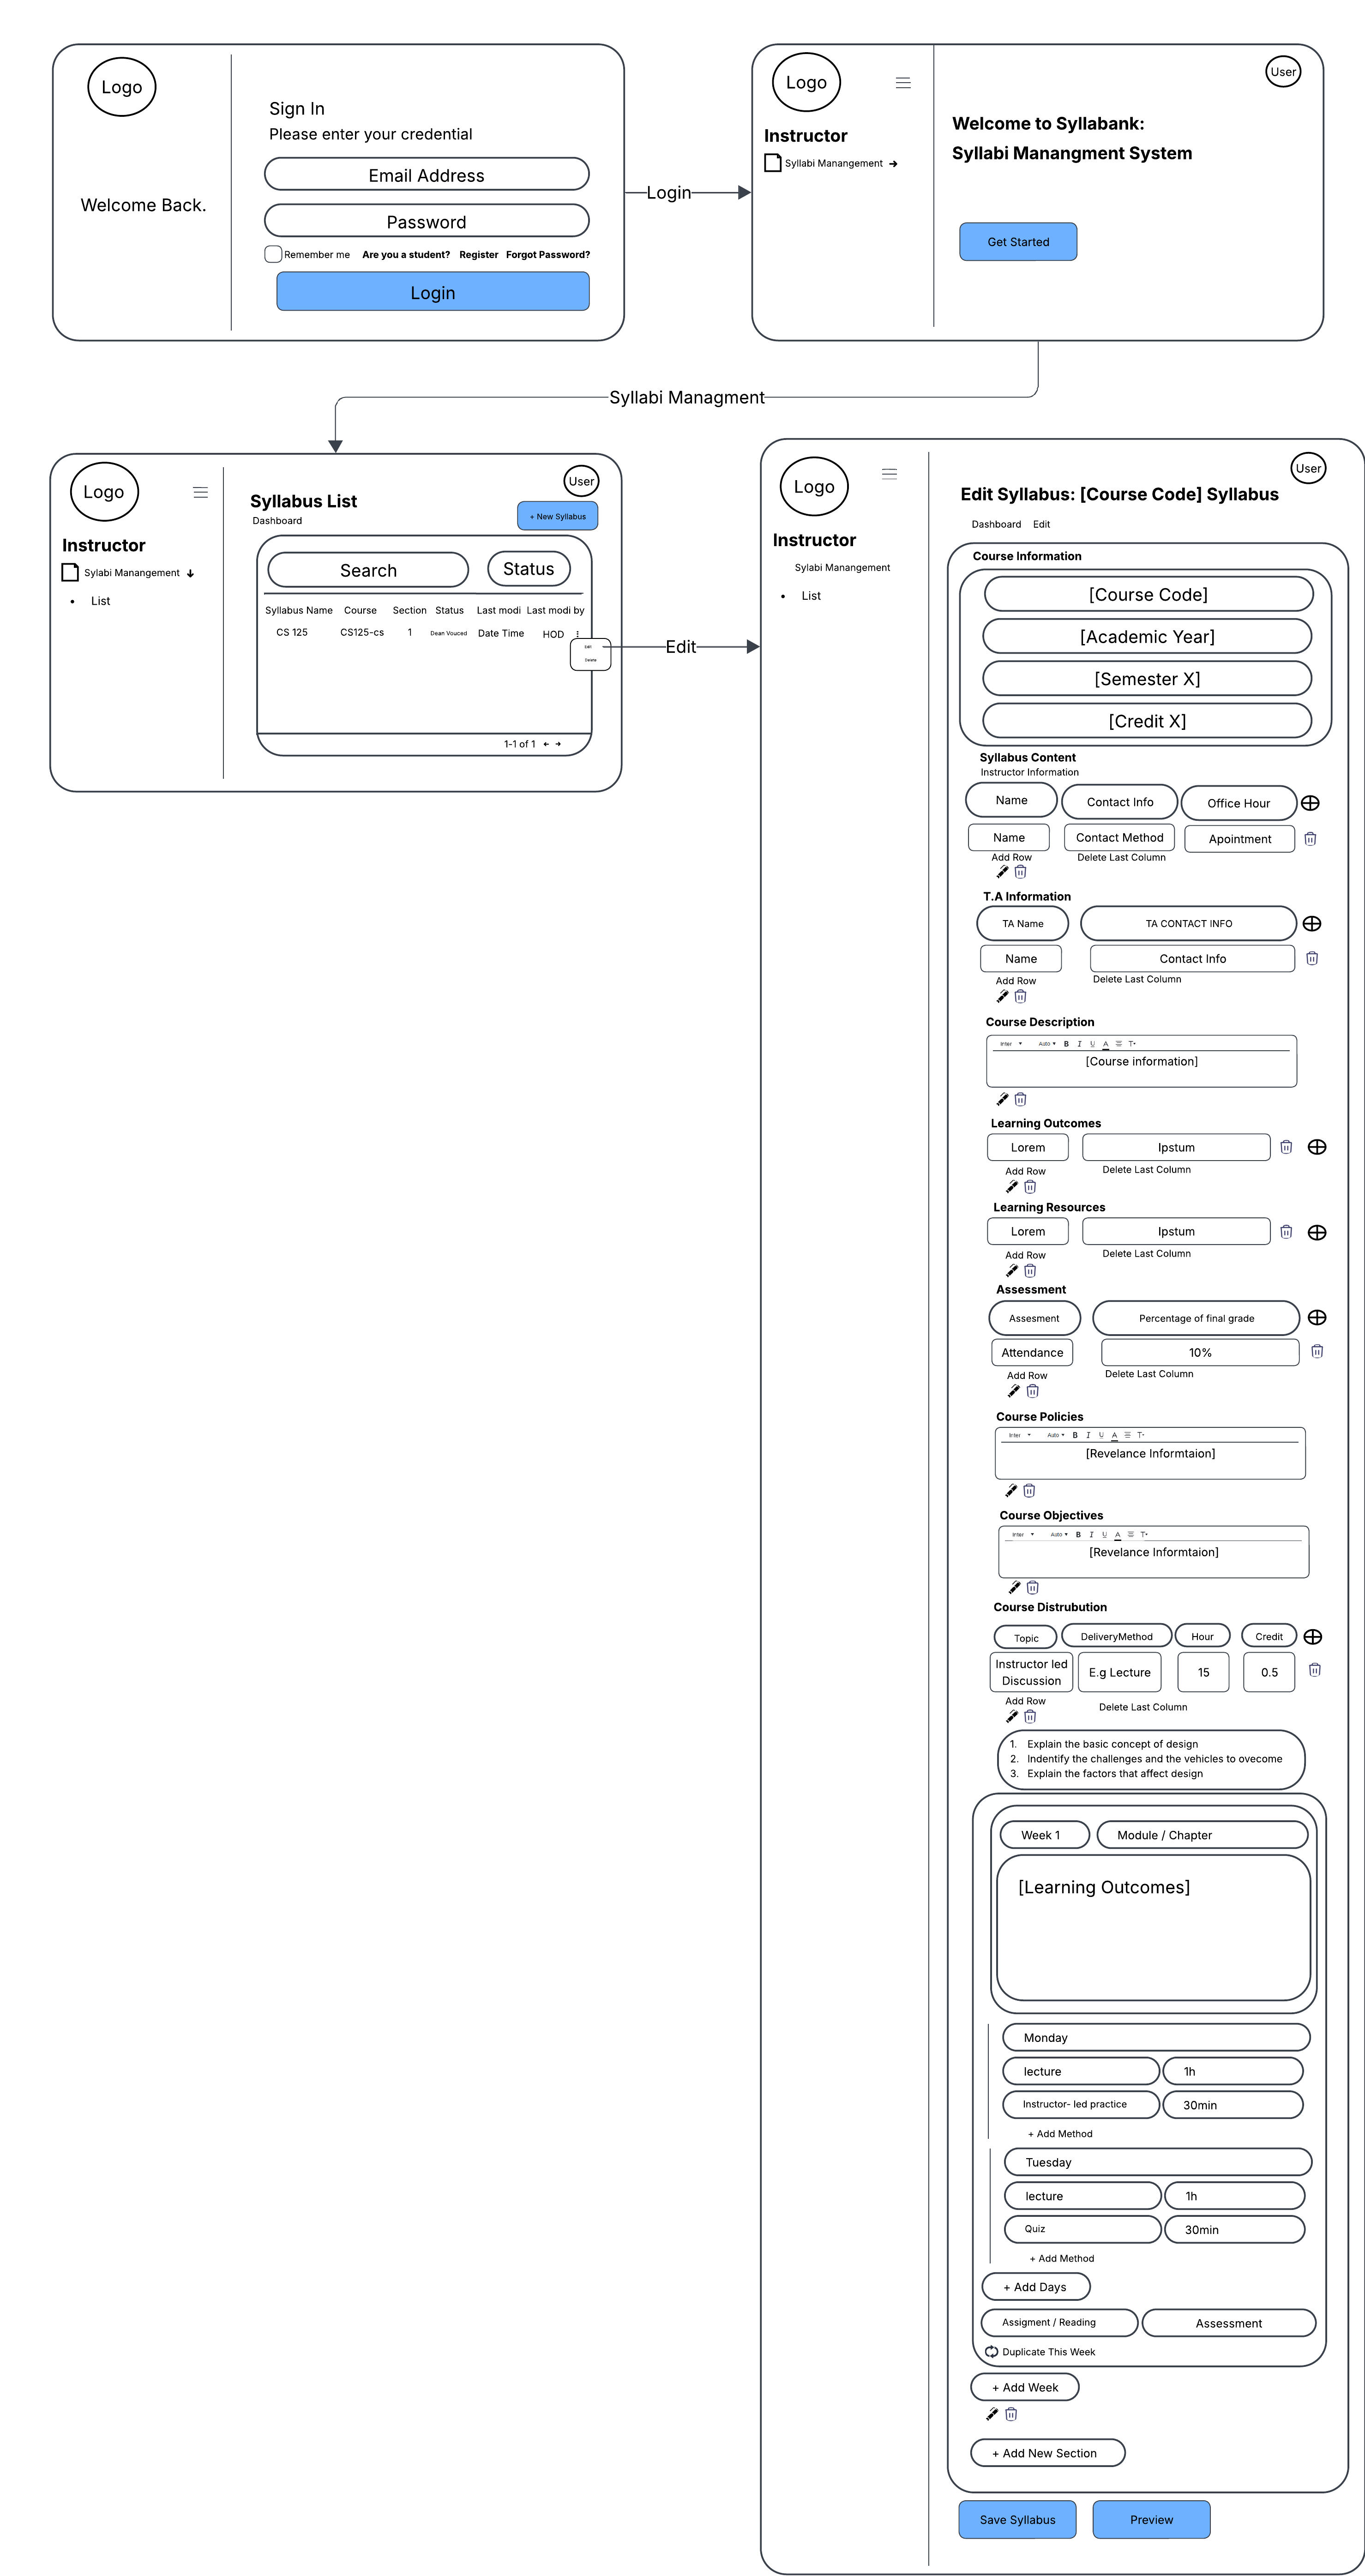 Logo
Welcome Back.
Sign In
Please enter your credential
Email Address
Password
Remember me Are you a student? Register Forgot Password?
Login
Login
Logo
Instructor
Syllabi Manangement
User
Welcome to Syllabank:
Syllabi Manangment System
Get Started
Syllabi Managment
Logo
Instructor
Sylabi Manangement
• List
User
Syllabus List
Dashboard
+ New Syllabus
Search Status
Syllabus Name Course Section Status Last modi Last modi by
CS 125 CS125-cs 1 Dean Vouced Date Time HOD
Edit
Delete
1-1 of 1
Edit
Logo
Instructor
Sylabi Manangement
• List
User
Edit Syllabus: [Course Code] Syllabus
Dashboard Edit
Course Information
[Course Code]
[Academic Year]
[Semester X]
[Credit X]
Syllabus Content
Instructor Information
Name Contact Info Office Hour
Name Contact Method Apointment
Add Row Delete Last Column
T.A Information
TA Name TA CONTACT INFO
Name Contact Info
Add Row Delete Last Column
Course Description
Inter Auto B I U A T
[Course information]
Learning Outcomes
Lorem Ipstum
Add Row Delete Last Column
Learning Resources
Lorem Ipstum
Add Row Delete Last Column
Assessment
Assesment Percentage of final grade
Attendance 10%
Add Row Delete Last Column
Course Policies
Inter Auto B I U A T
[Revelance Informtaion]
Course Objectives
Inter Auto B I U A T
[Revelance Informtaion]
Course Distrubution
Topic DeliveryMethod Hour Credit
Instructor led
Discussion E.g Lecture 15 0.5
Add Row Delete Last Column
1. Explain the basic concept of design
2. Indentify the challenges and the vehicles to ovecome
3. Explain the factors that affect design
Week 1 Module / Chapter
[Learning Outcomes]
Monday
lecture 1h
Instructor- led practice 30min
+ Add Method
Tuesday
lecture 1h
Quiz 30min
+ Add Method
+ Add Days
Assigment / Reading Assessment
Duplicate This Week
+ Add Week
+ Add New Section
Save Syllabus Preview